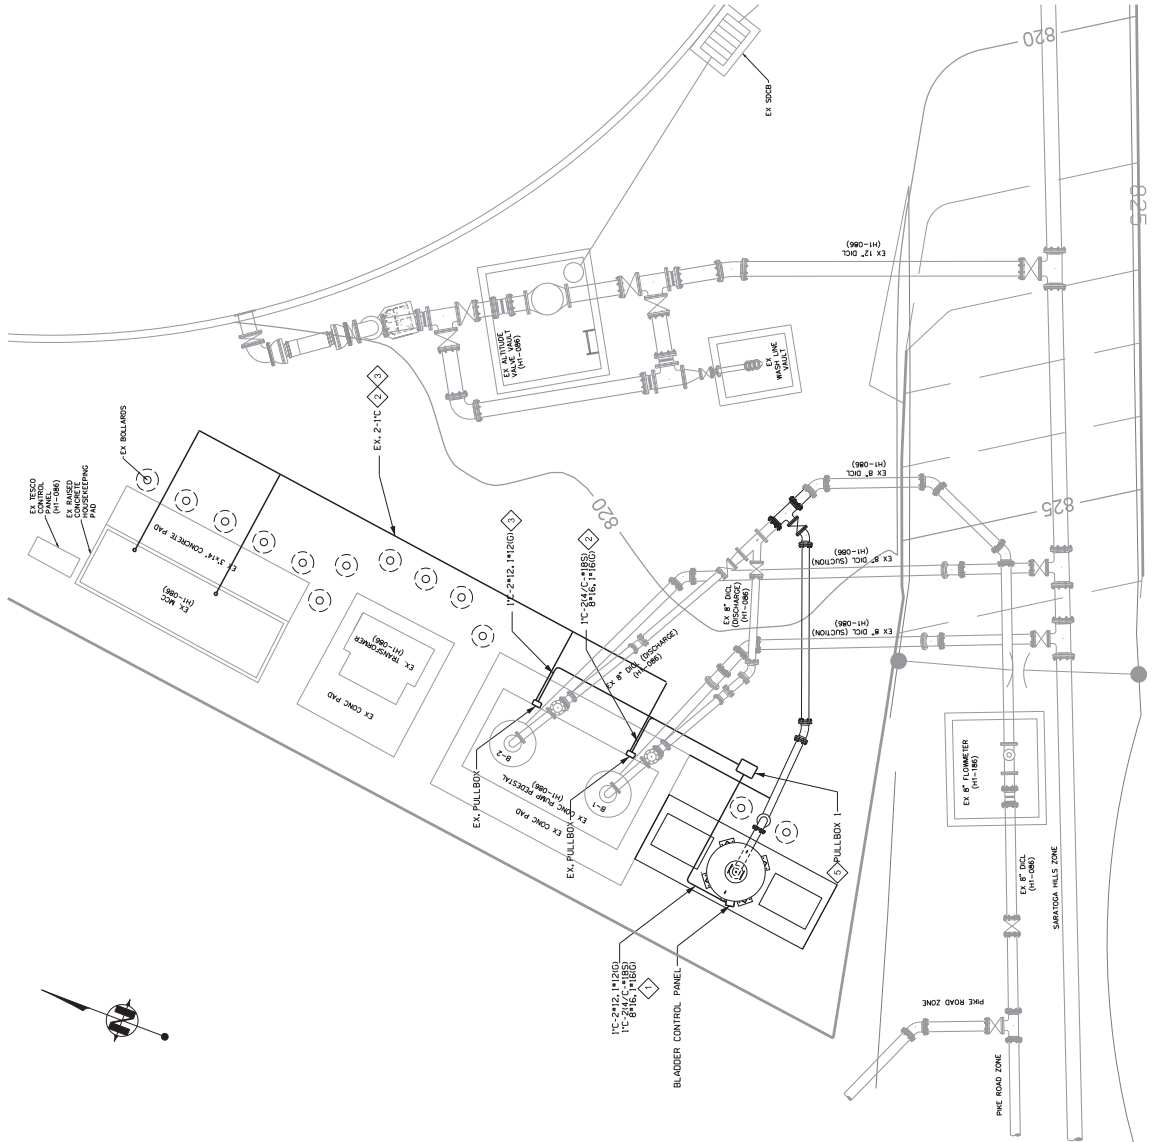 820
EX SDCB
825
EX 12" DICL
(H1-086)
EX ALTITUDE
VALVE VAULT
(H1-086)
EX
WASH LINE
VAULT
EX. 2-1"C
2
3
EX BOLLARDS
EX TESCO
CONTROL
PANEL
(H1-086)
EX RAISED
CONCRETE
HOUSEKEEPING
PAD
EX 3'x14' CONCRETE PAD
EX. MCC
(H1-086)
EX. TRANSFORMER
(H1-086)
EX CONC PAD
1"C-2#12, 1#12(G)
3
1"C-2(4/C-#18S)
8#16, 1#16(G)
2
820
EX 8" DICL
(H1-086)
825
EX 8" DICL (SUCTION)
(H1-086)
EX 8" DICL
(DISCHARGE)
(H1-086)
EX 8" DICL (SUCTION)
(H1-086)
EX 8" DICL (DISCHARGE)
(H1-086)
B-2
B-1
EX CONC PUMP PEDESTAL
(H1-086)
EX CONC PAD
EX. PULLBOX
EX. PULLBOX
PULLBOX 1
5
EX 8" FLOWMETER
(H1-186)
EX 8" DICL
(H1-086)
SARATOGA HILLS ZONE
1"C-2#12, 1#12(G)
1"C-2(4/C-#18S)
8#16, 1#16(G)
1
BLADDER CONTROL PANEL
PIKE ROAD ZONE
PIKE ROAD ZONE
N